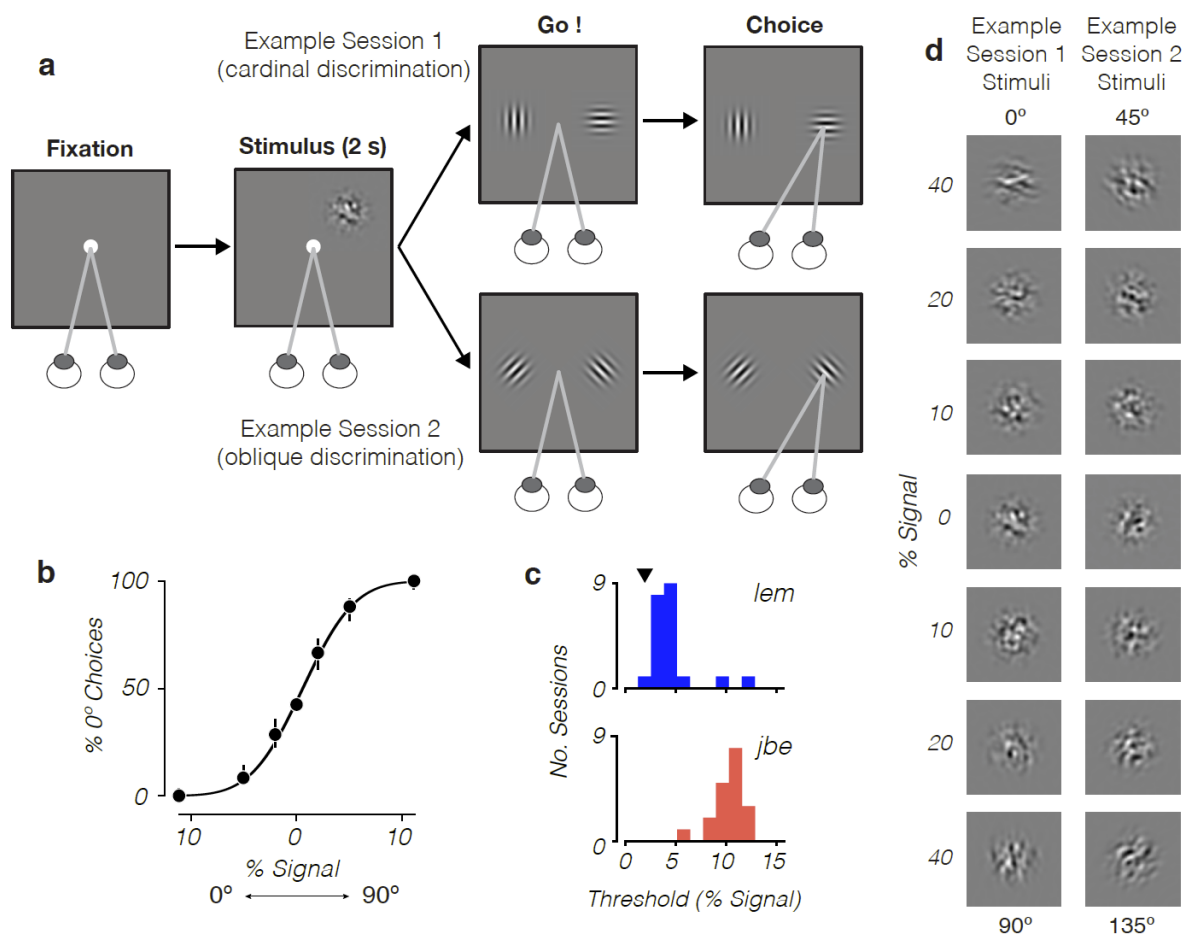 a
Example Session 1
(cardinal discrimination)
Go !
Choice
Fixation
Stimulus (2 s)
Example Session 2
(oblique discrimination)
b
100
50
0
% 0º Choices
10
0
10
% Signal
0º
90º
c
9
0
lem
9
0
jbe
No. Sessions
0
5
10
15
Threshold (% Signal)
d
Example
Session 1
Stimuli
0º
Example
Session 2
Stimuli
45º
40
20
10
0
10
20
40
% Signal
90º
135º